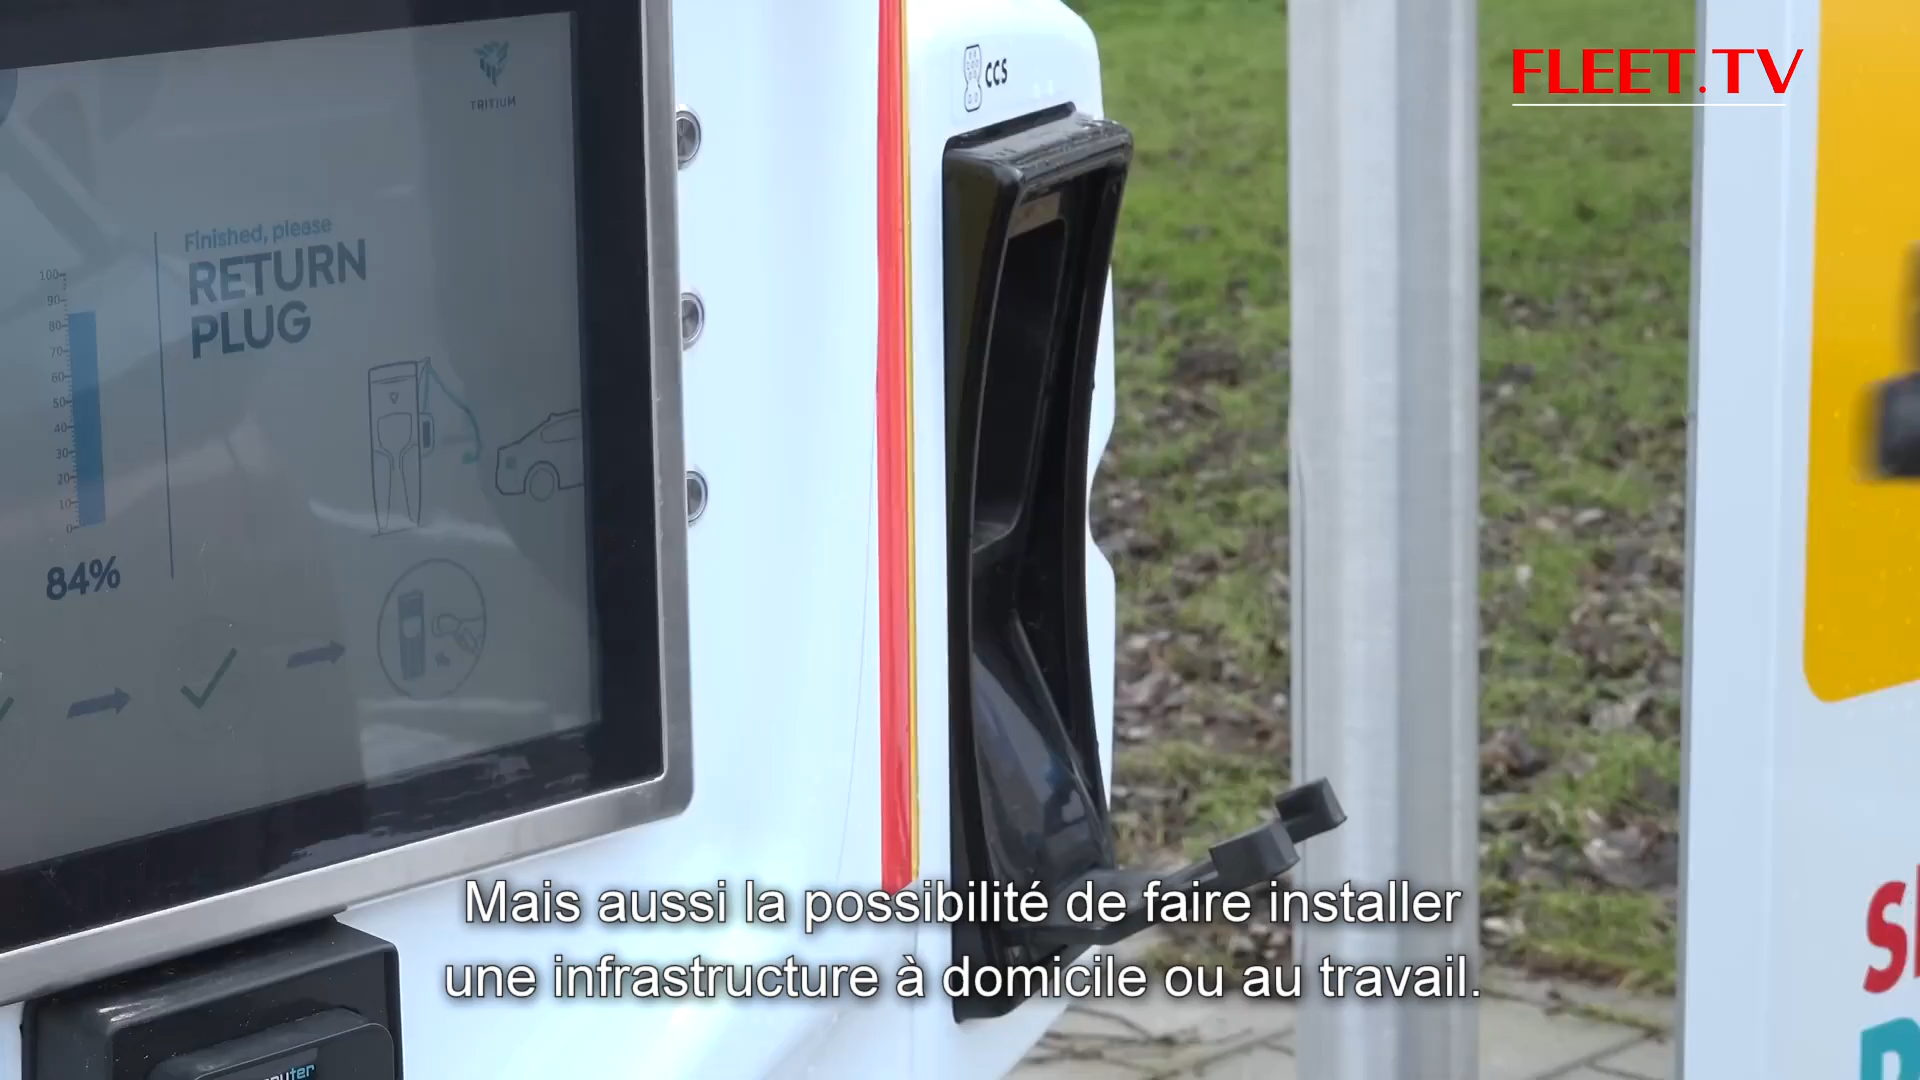 FLEET.TV
TRITIUM
CCS
Finished, please
RETURN
PLUG
100
90
80
70
60
50
40
30
20
10
0
84%
Mais aussi la possibilité de faire installer
une infrastructure à domicile ou au travail.